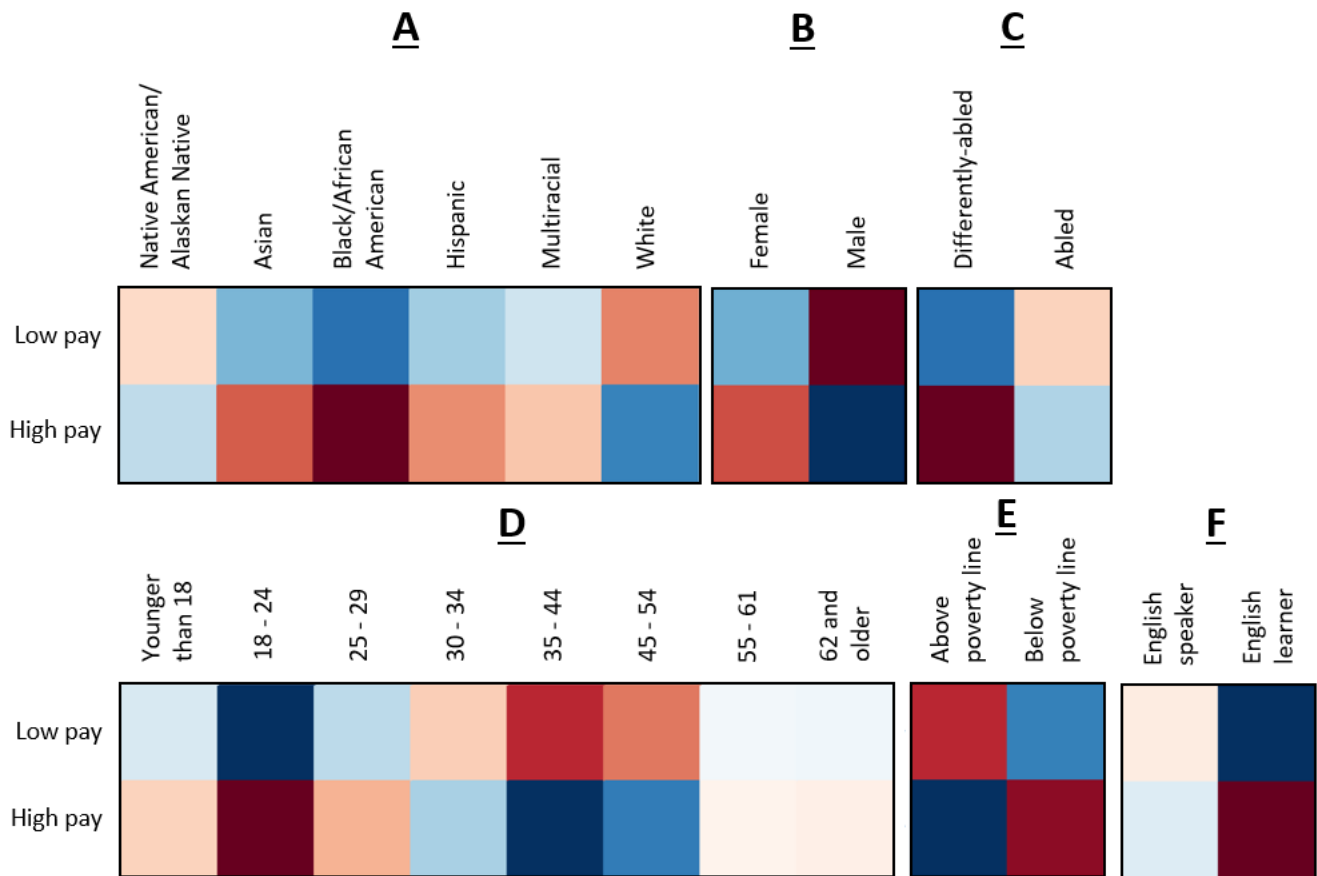 A
B
C
Native American/
Alaskan Native
Asian
Black/African
American
Hispanic
Multiracial
White
Female
Male
Differently-abled
Abled
Low pay
High pay
D
E
F
Younger
than 18
18 - 24
25 - 29
30 - 34
35 - 44
45 - 54
55 - 61
62 and
older
Above
poverty line
Below
poverty line
English
speaker
English
learner
Low pay
High pay